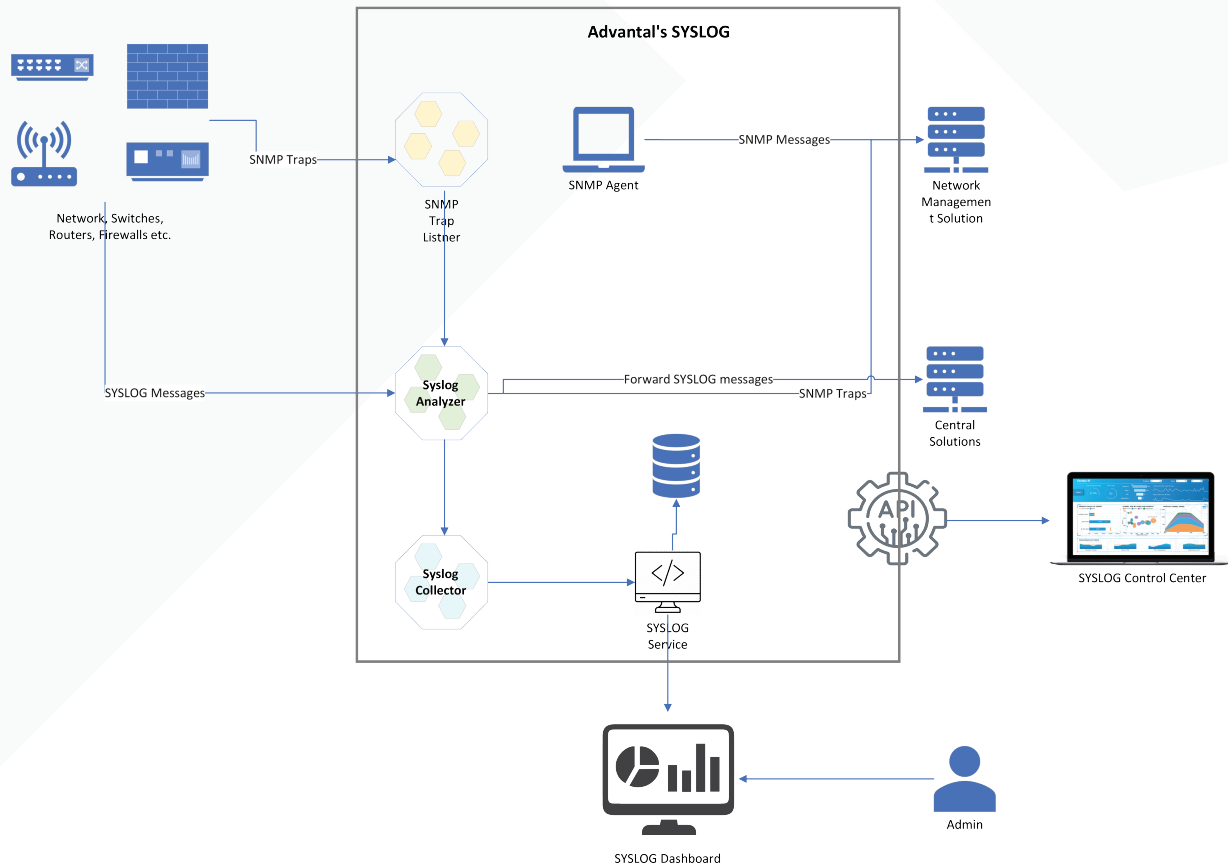 Advantal's SYSLOG
SNMP Traps
SNMP Messages
SNMP Agent
Network
Managemen
t Solution
Network, Switches,
Routers, Firewalls etc.
SNMP
Trap
Listner
SYSLOG Messages
Syslog
Analyzer
Forward SYSLOG messages
SNMP Traps
Central
Solutions
API
SYSLOG Control Center
Syslog
Collector
SYSLOG
Service
SYSLOG Dashboard
Admin